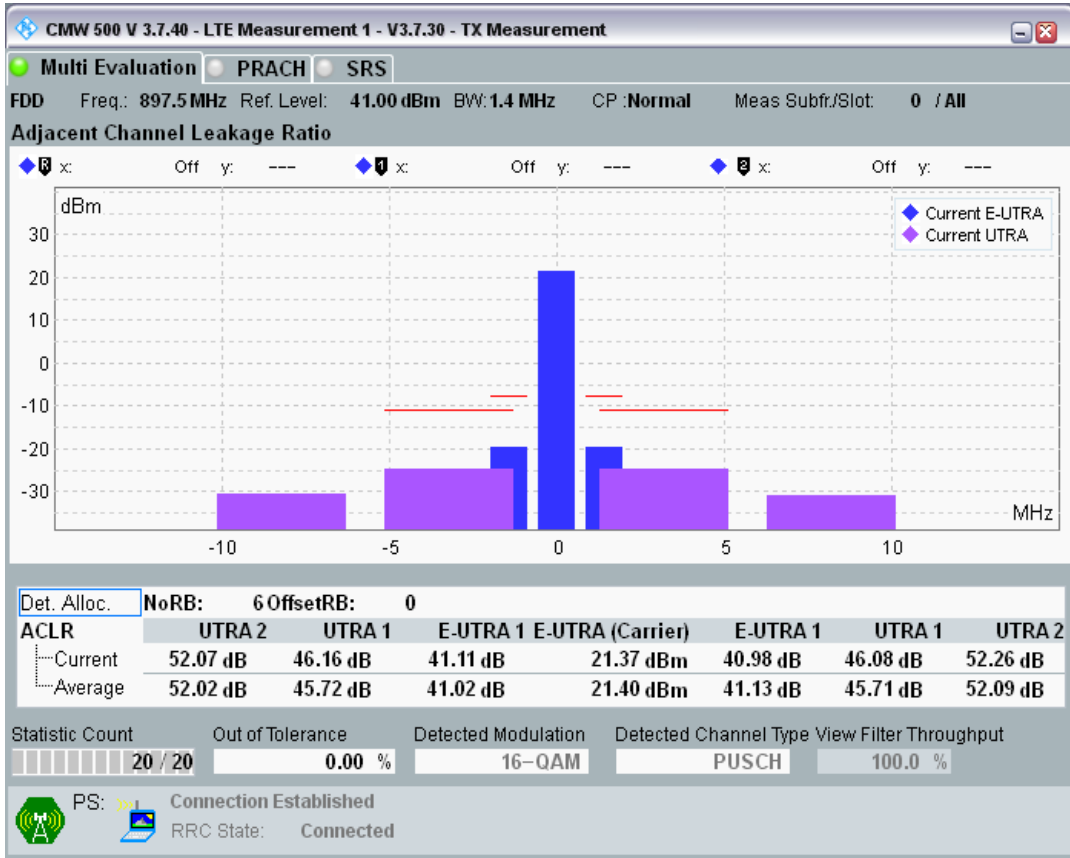 CMW 500 V 3.7.40 - LTE Measurement 1 - V3.7.30 - TX Measurement
Multi Evaluation PRACH SRS
FDD Freq.: 897.5 MHz Ref. Level: 41.00 dBm BW: 1.4 MHz CP :Normal Meas Subfr./Slot: 0 / All
Adjacent Channel Leakage Ratio
R x: Off y: --- 1 x: Off y: --- 2 x: Off y: ---
dBm
Current E-UTRA
Current UTRA
30
20
10
0
-10
-20
-30
MHz
-10 -5 0 5 10
Det. Alloc. NoRB: 6 OffsetRB: 0
ACLR UTRA 2 UTRA 1 E-UTRA 1 E-UTRA (Carrier) E-UTRA 1 UTRA 1 UTRA 2
Current 52.07 dB 46.16 dB 41.11 dB 21.37 dBm 40.98 dB 46.08 dB 52.26 dB
Average 52.02 dB 45.72 dB 41.02 dB 21.40 dBm 41.13 dB 45.71 dB 52.09 dB
Statistic Count Out of Tolerance Detected Modulation Detected Channel Type View Filter Throughput
20 / 20 0.00 % 16-QAM PUSCH 100.0 %
PS: Connection Established
RRC State: Connected